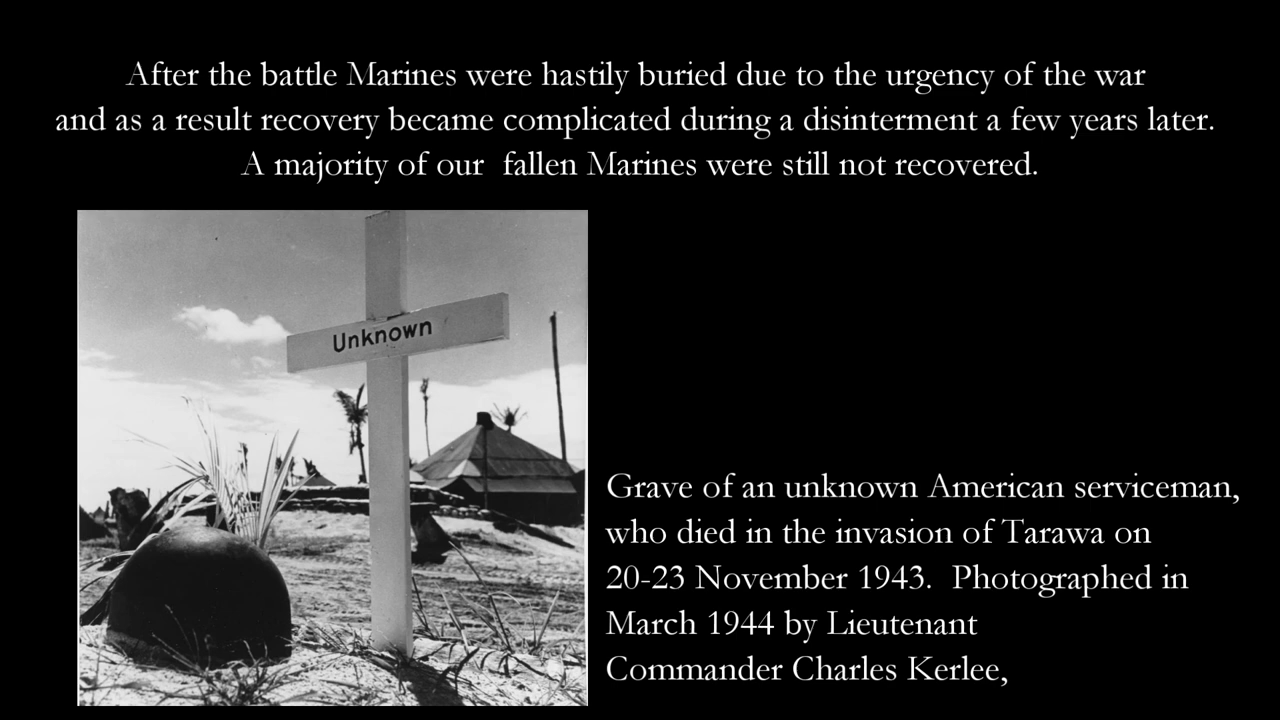 After the battle Marines were hastily buried due to the urgency of the war
and as a result recovery became complicated during a disinterment a few years later.
A majority of our  fallen Marines were still not recovered.
Unknown
Grave of an unknown American serviceman,
who died in the invasion of Tarawa on
20-23 November 1943.  Photographed in
March 1944 by Lieutenant
Commander Charles Kerlee,